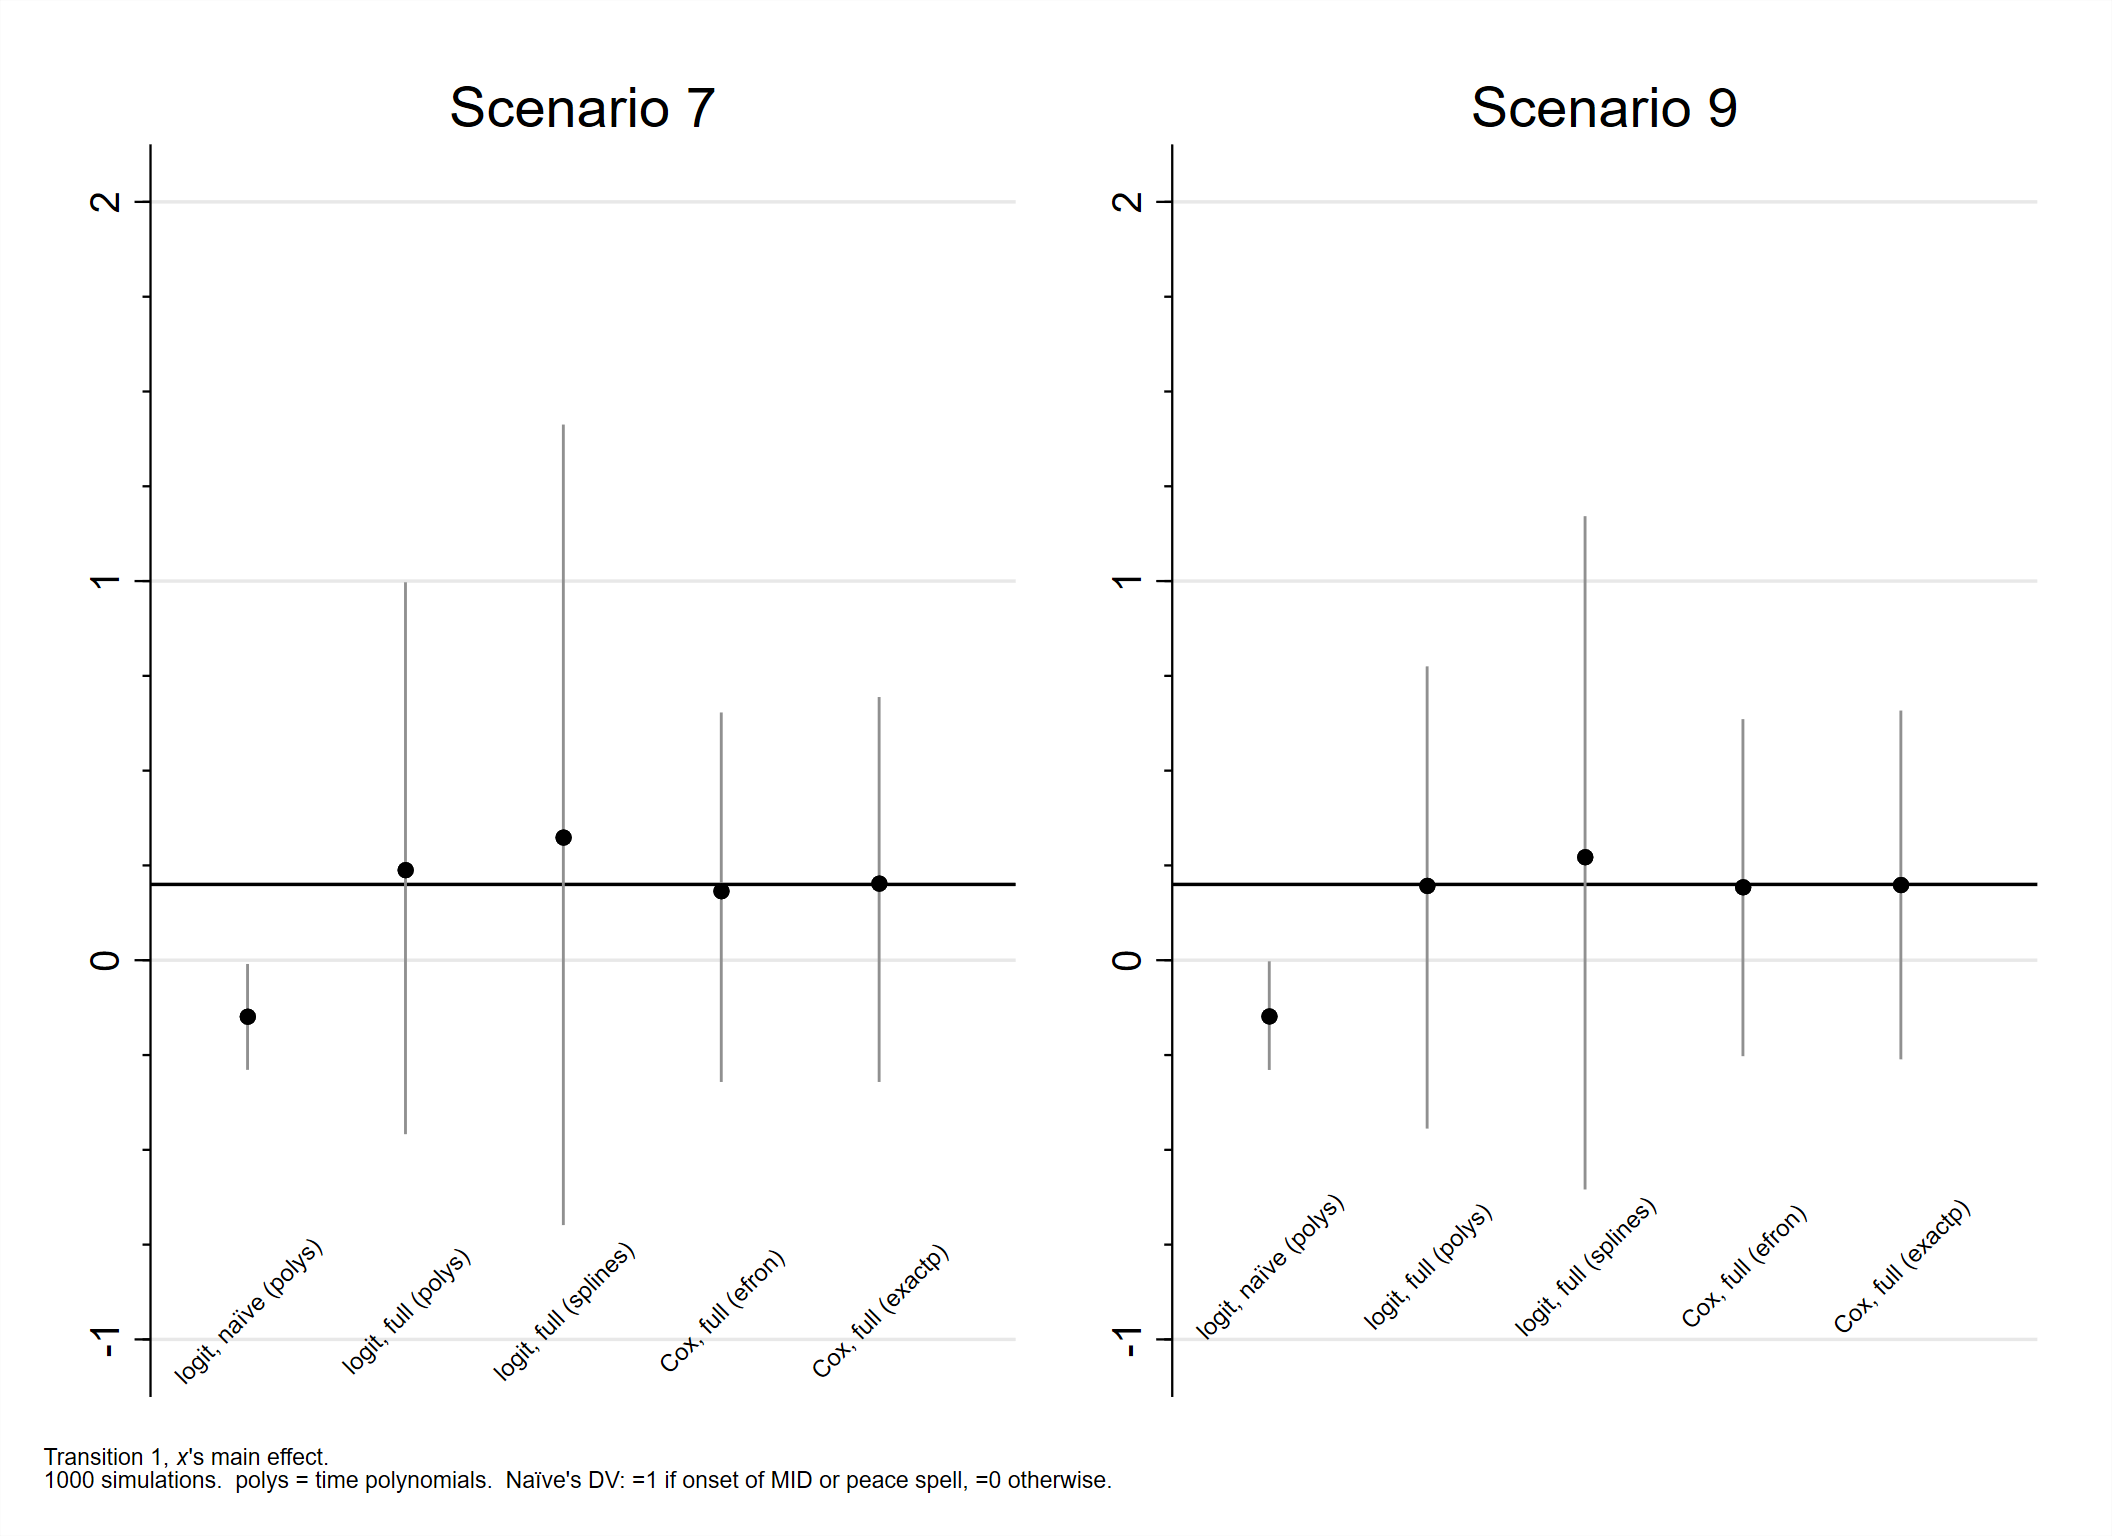 Scenario 7
2
1
0
-1
logit, naïve (polys)
logit, full (polys)
logit, full (splines)
Cox, full (efron)
Cox, full (exactp)
Scenario 9
2
1
0
-1
logit, naïve (polys)
logit, full (polys)
logit, full (splines)
Cox, full (efron)
Cox, full (exactp)
Transition 1, x's main effect.
1000 simulations.  polys = time polynomials.  Naïve's DV: =1 if onset of MID or peace spell, =0 otherwise.